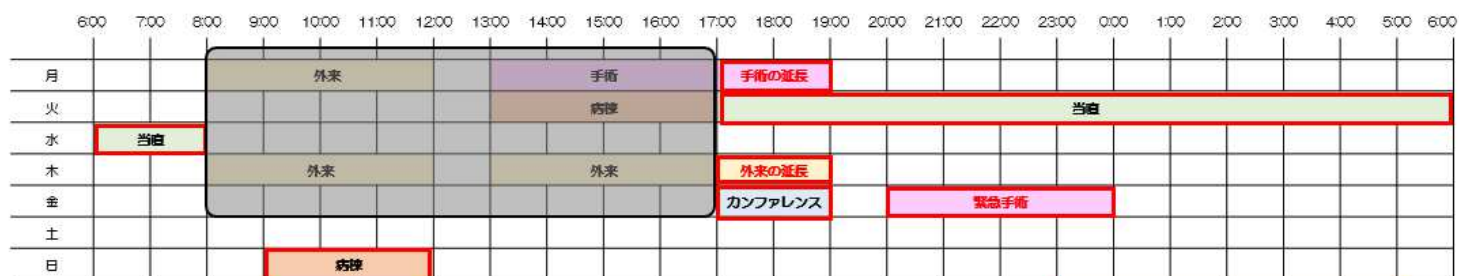 6:00 7:00 8:00 9:00 10:00 11:00 12:00 13:00 14:00 15:00 16:00 17:00 18:00 19:00 20:00 21:00 22:00 23:00 0:00 1:00 2:00 3:00 4:00 5:00 6:00
月 外来 手術 手術の延長
火 病棟 当直
水 当直
木 外来 外来 外来の延長
金 カンファレンス 緊急手術
土
日 病棟